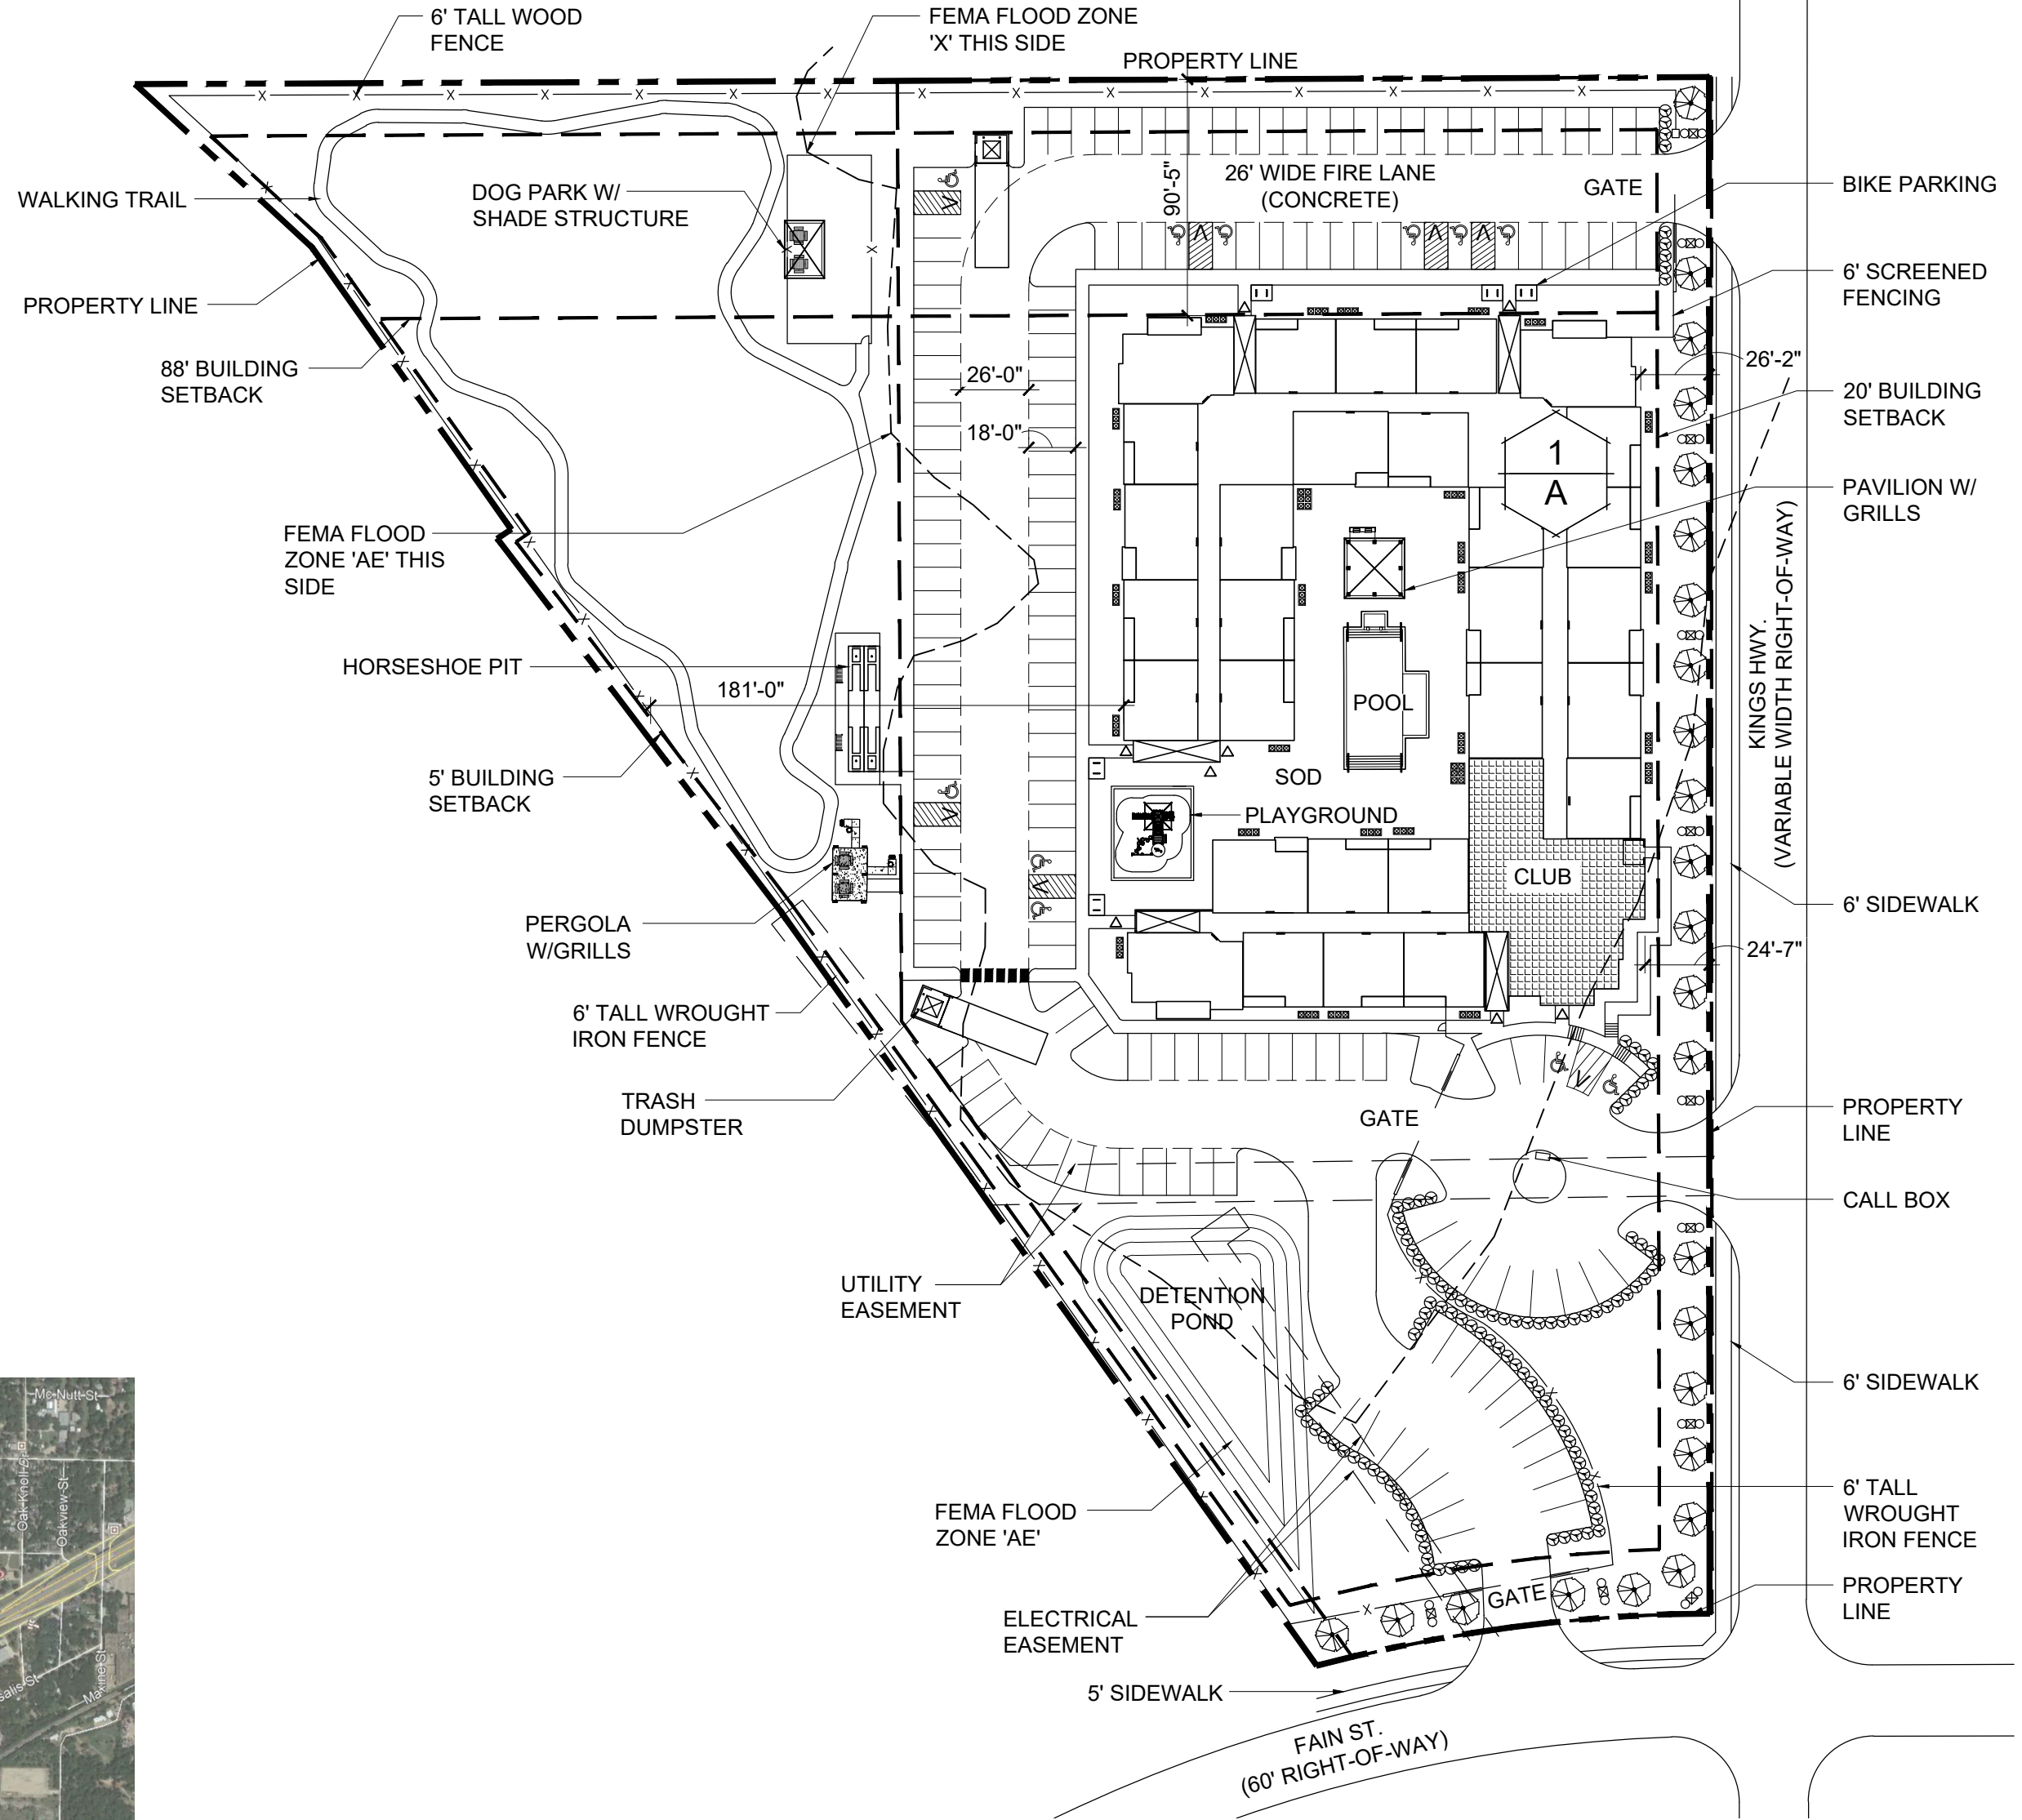 6' TALL WOOD
FENCE
FEMA FLOOD ZONE
'X' THIS SIDE
PROPERTY LINE
WALKING TRAIL
DOG PARK W/
SHADE STRUCTURE
90'-5"
26' WIDE FIRE LANE
(CONCRETE)
GATE
BIKE PARKING
PROPERTY LINE
6' SCREENED
FENCING
88' BUILDING
SETBACK
26'-0"
18'-0"
26'-2"
20' BUILDING
SETBACK
1
A
PAVILION W/
GRILLS
FEMA FLOOD
ZONE 'AE' THIS
SIDE
KINGS HWY.
(VARIABLE WIDTH RIGHT-OF-WAY)
HORSESHOE PIT
181'-0"
POOL
5' BUILDING
SETBACK
SOD
PLAYGROUND
CLUB
6' SIDEWALK
PERGOLA
W/GRILLS
24'-7"
6' TALL WROUGHT
IRON FENCE
TRASH
DUMPSTER
GATE
PROPERTY
LINE
CALL BOX
UTILITY
EASEMENT
DETENTION
POND
6' SIDEWALK
Mc Nutt St
Oak Knoll
Oakview St
FEMA FLOOD
ZONE 'AE'
6' TALL
WROUGHT
IRON FENCE
GATE
PROPERTY
LINE
ELECTRICAL
EASEMENT
Maxine St
5' SIDEWALK
FAIN ST.
(60' RIGHT-OF-WAY)